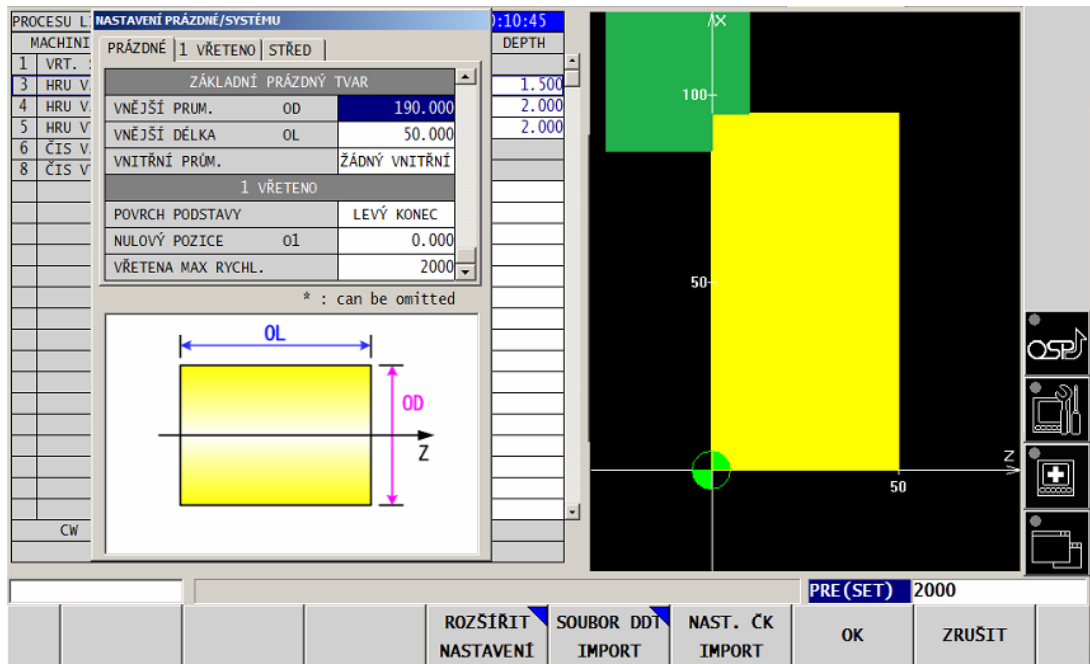 PROCESU L
NASTAVENÍ PRÁZDNÉ/SYSTÉMU
:10:45
MACHINI
DEPTH
PRÁZDNÉ
1 VŘETENO
STŘED
1 VRT.
3 HRU V
4 HRU V
5 HRU V
6 ČIS V
8 ČIS V
1.500
2.000
2.000
ZÁKLADNÍ PRÁZDNÝ TVAR
VNĚJŠÍ PRUM. OD 190.000
VNĚJŠÍ DÉLKA OL 50.000
VNITŘNÍ PRŮM. ŽÁDNÝ VNITŘNÍ
1 VŘETENO
POVRCH PODSTAVY LEVÝ KONEC
NULOVÝ POZICE O1 0.000
VŘETENA MAX RYCHL. 2000
* : can be omitted
OL
OD
Z
CW
X
100
50
Z
50
OSP
PRE(SET) 2000
ROZŠÍŘIT NASTAVENÍ
SOUBOR DDT IMPORT
NAST. ČK IMPORT
OK
ZRUŠIT